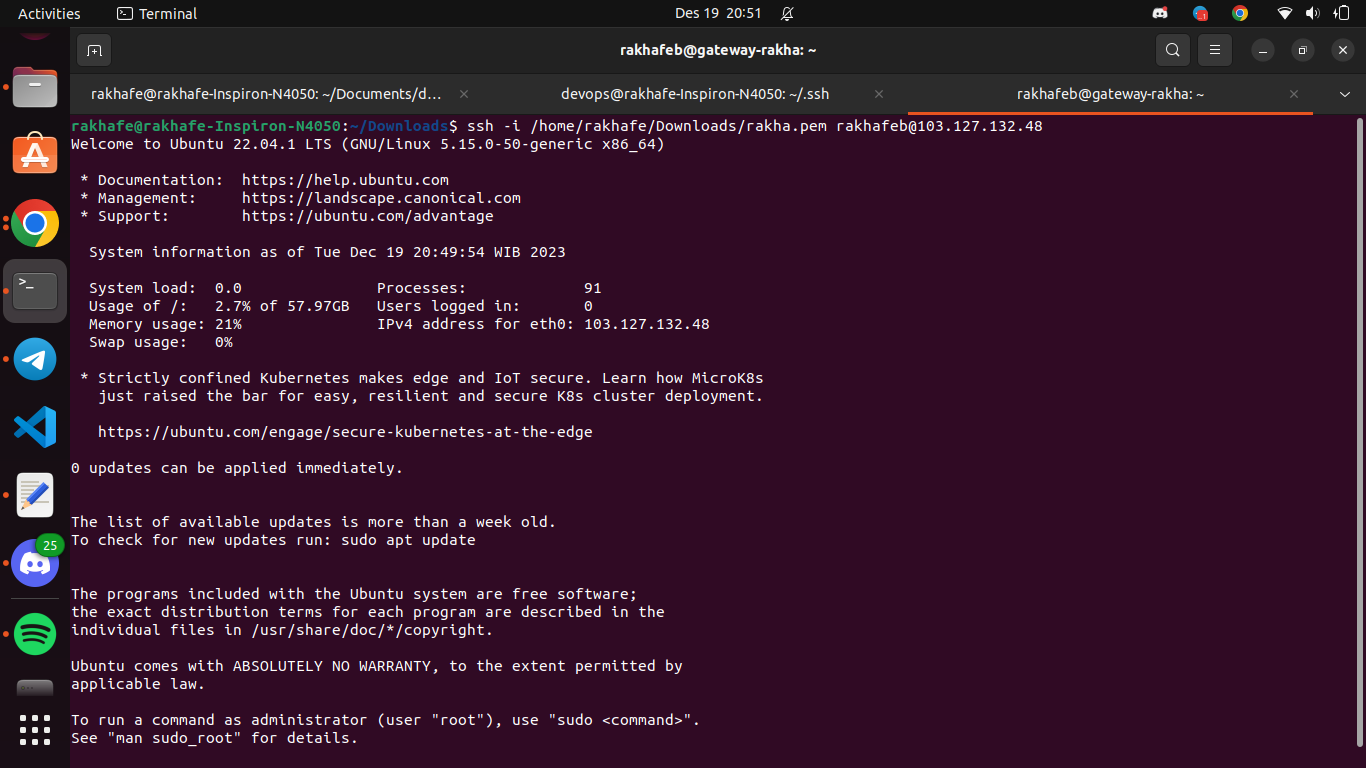 Activities
Terminal
Des 19 20:51
rakhafeb@gateway-rakha: ~
rakhafe@rakhafe-Inspiron-N4050: ~/Documents/d...
devops@rakhafe-Inspiron-N4050: ~/.ssh
rakhafeb@gateway-rakha: ~
rakhafe@rakhafe-Inspiron-N4050:~/Downloads$ ssh -i /home/rakhafe/Downloads/rakha.pem rakhafeb@103.127.132.48
Welcome to Ubuntu 22.04.1 LTS (GNU/Linux 5.15.0-50-generic x86_64)
* Documentation:  https://help.ubuntu.com
* Management:     https://landscape.canonical.com
* Support:        https://ubuntu.com/advantage
System information as of Tue Dec 19 20:49:54 WIB 2023
System load:  0.0               Processes:             91
Usage of /:   2.7% of 57.97GB   Users logged in:       0
Memory usage: 21%               IPv4 address for eth0: 103.127.132.48
Swap usage:   0%
* Strictly confined Kubernetes makes edge and IoT secure. Learn how MicroK8s
just raised the bar for easy, resilient and secure K8s cluster deployment.
https://ubuntu.com/engage/secure-kubernetes-at-the-edge
0 updates can be applied immediately.
The list of available updates is more than a week old.
To check for new updates run: sudo apt update
25
The programs included with the Ubuntu system are free software;
the exact distribution terms for each program are described in the
individual files in /usr/share/doc/*/copyright.
Ubuntu comes with ABSOLUTELY NO WARRANTY, to the extent permitted by
applicable law.
To run a command as administrator (user "root"), use "sudo <command>".
See "man sudo_root" for details.